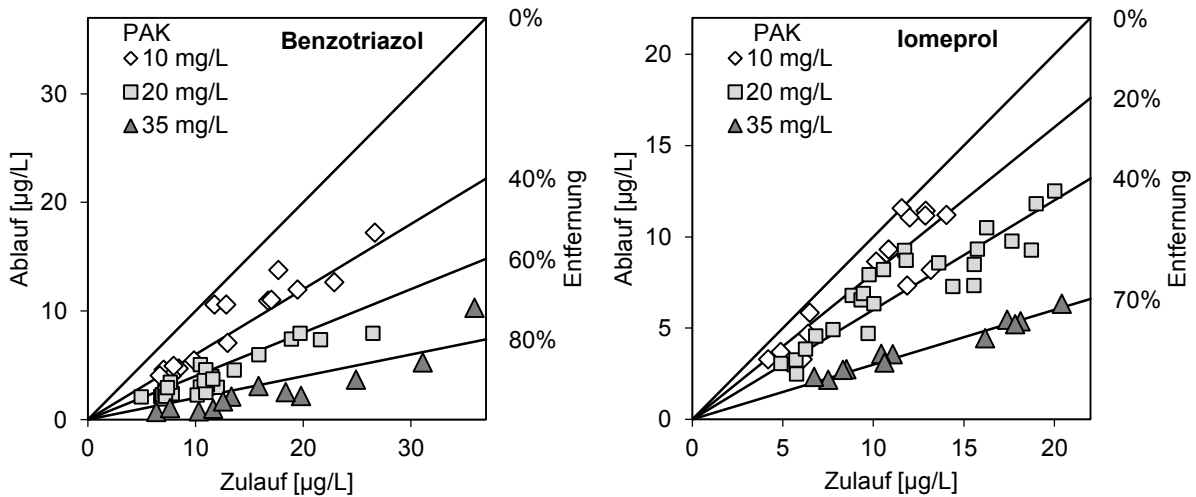 Benzotriazol
PAK
10 mg/L
20 mg/L
35 mg/L
Ablauf [µg/L]
30
20
10
0
0 10 20 30
Zulauf [µg/L]
0%
40%
60%
80%
Entfernung
Iomeprol
PAK
10 mg/L
20 mg/L
35 mg/L
Ablauf [µg/L]
20
15
10
5
0
0 5 10 15 20
Zulauf [µg/L]
0%
20%
40%
70%
Entfernung